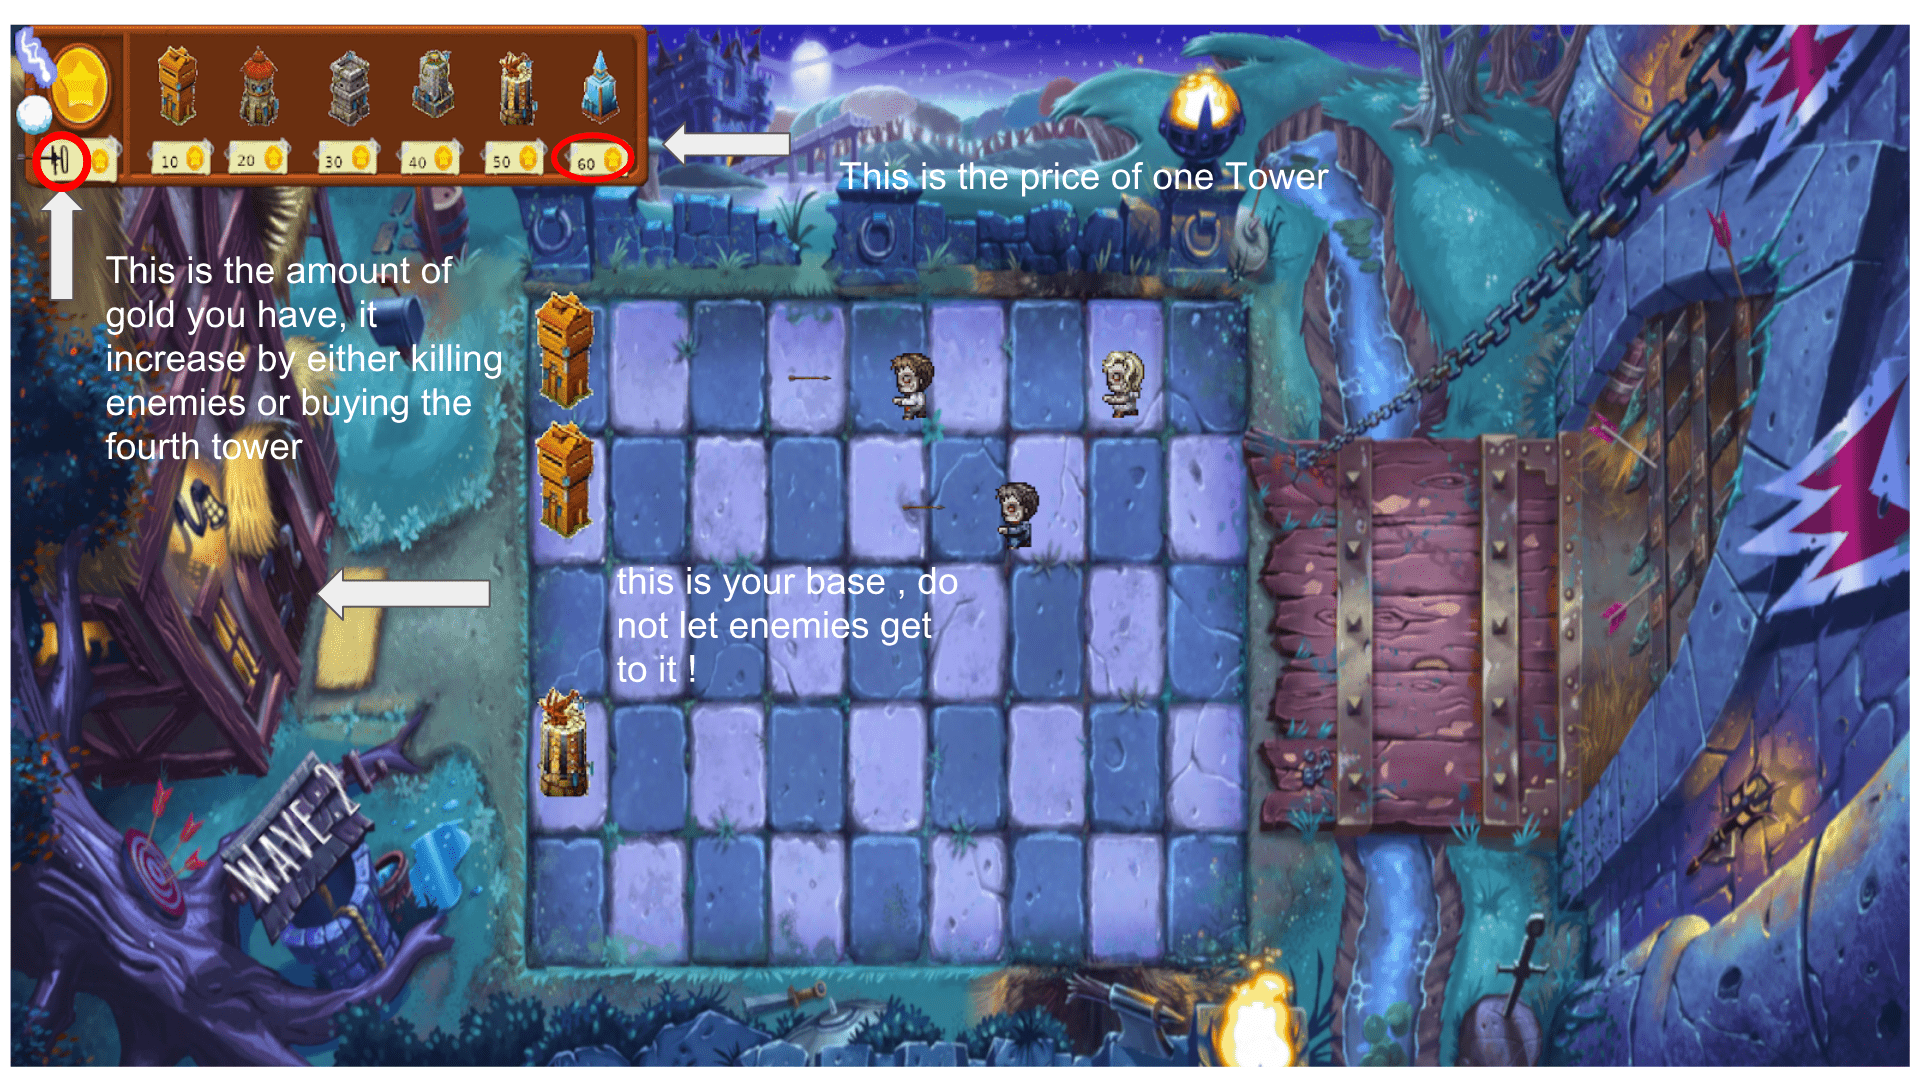 10
20
30
40
50
60
This is the price of one Tower
This is the amount of
gold you have, it
increase by either killing
enemies or buying the
fourth tower
this is your base , do
not let enemies get
to it !
WAVE 2